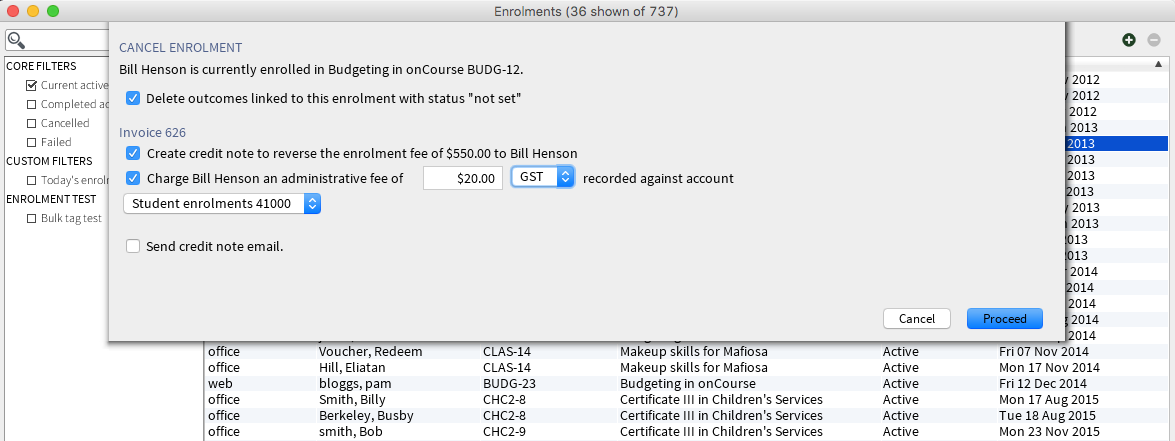 Enrolments (36 shown of 737)
CANCEL ENROLMENT
Bill Henson is currently enrolled in Budgeting in onCourse BUDG-12.
Delete outcomes linked to this enrolment with status "not set"
Invoice 626
Create credit note to reverse the enrolment fee of $550.00 to Bill Henson
Charge Bill Henson an administrative fee of $20.00 GST recorded against account
Student enrolments 41000
Send credit note email.
Cancel Proceed
CORE FILTERS
Current active
Completed
Cancelled
Failed
CUSTOM FILTERS
Today's
ENROLMENT TEST
Bulk tag test
2012
2012
2012
2013
2013
2013
2013
2013
2013
2013
2013
2013
2014
2014
2014
2014
2014
office Voucher, Redeem CLAS-14 Makeup skills for Mafiosa Active Fri 07 Nov 2014
office Hill, Eliatan CLAS-14 Makeup skills for Mafiosa Active Mon 17 Nov 2014
web bloggs, pam BUDG-23 Budgeting in onCourse Active Fri 12 Dec 2014
office Smith, Billy CHC2-8 Certificate III in Children's Services Active Mon 17 Aug 2015
office Berkeley, Busby CHC2-8 Certificate III in Children's Services Active Tue 18 Aug 2015
office smith, Bob CHC2-9 Certificate III in Children's Services Active Mon 23 Nov 2015